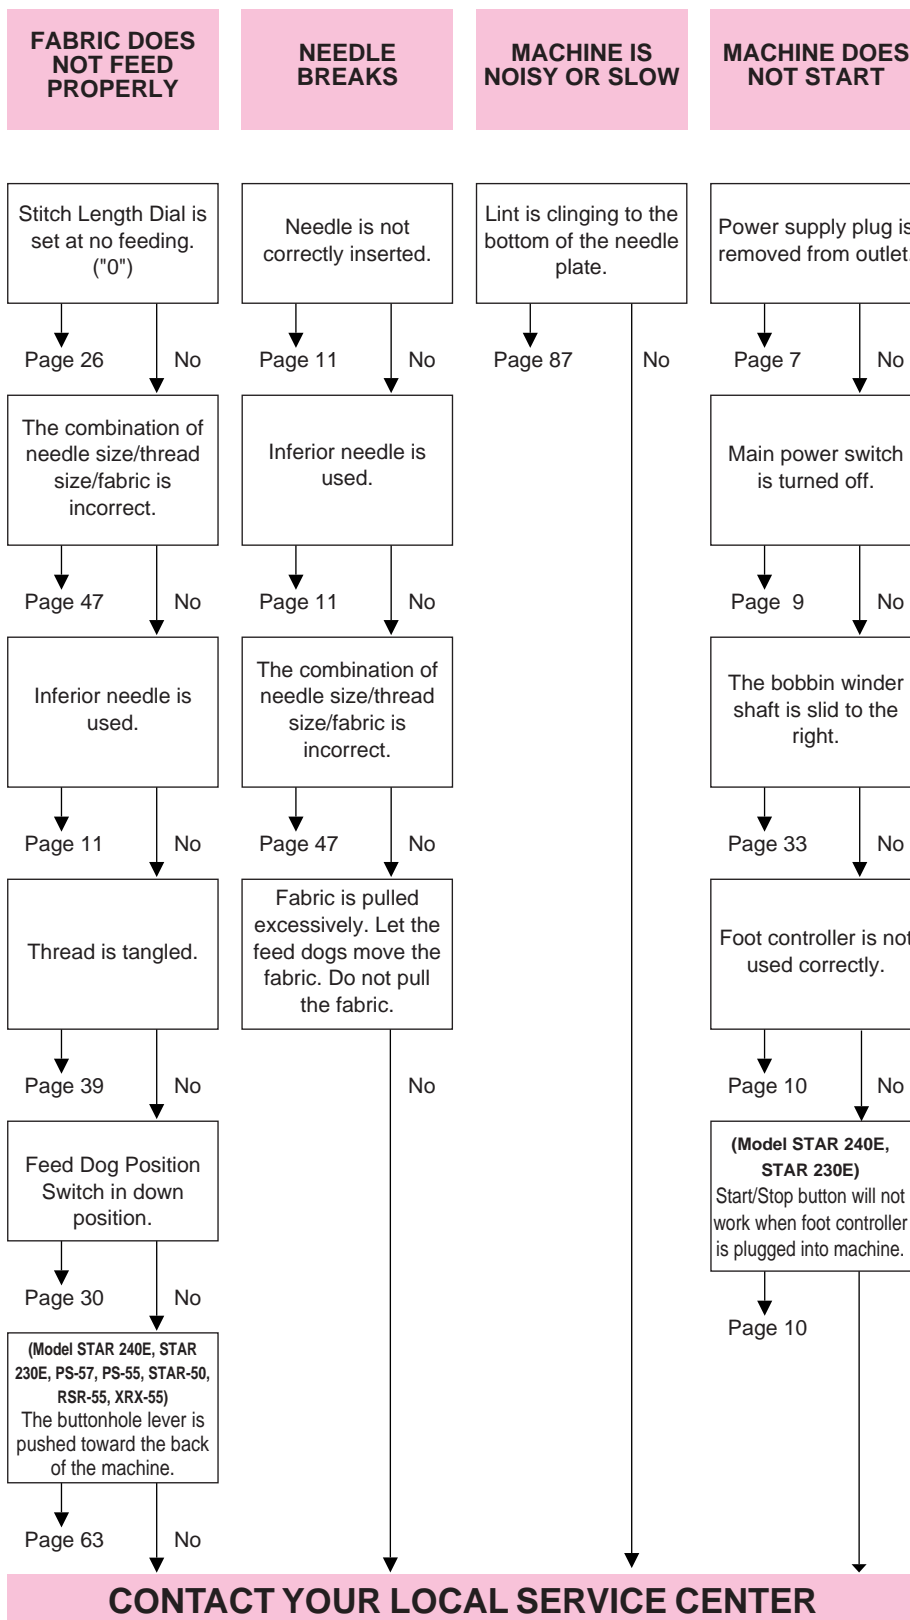 FABRIC DOES
NOT FEED
PROPERLY
Stitch Length Dial is
set at no feeding.
("0")
Page 26
No
The combination of
needle size/thread
size/fabric is
incorrect.
Page 47
No
Inferior needle is
used.
Page 11
No
Thread is tangled.
Page 39
No
Feed Dog Position
Switch in down
position.
Page 30
No
(Model STAR 240E, STAR
230E, PS-57, PS-55, STAR-50,
RSR-55, XRX-55)
The buttonhole lever is
pushed toward the back
of the machine.
Page 63
No
NEEDLE
BREAKS
Needle is not
correctly inserted.
Page 11
No
Inferior needle is
used.
Page 11
No
The combination of
needle size/thread
size/fabric is
incorrect.
Page 47
No
Fabric is pulled
excessively. Let the
feed dogs move the
fabric. Do not pull
the fabric.
No
MACHINE IS
NOISY OR SLOW
Lint is clinging to the
bottom of the needle
plate.
Page 87
No
MACHINE DOES
NOT START
Power supply plug is
removed from outlet.
Page 7
No
Main power switch
is turned off.
Page 9
No
The bobbin winder
shaft is slid to the
right.
Page 33
No
Foot controller is not
used correctly.
Page 10
No
(Model STAR 240E,
STAR 230E)
Start/Stop button will not
work when foot controller
is plugged into machine.
Page 10
CONTACT YOUR LOCAL SERVICE CENTER